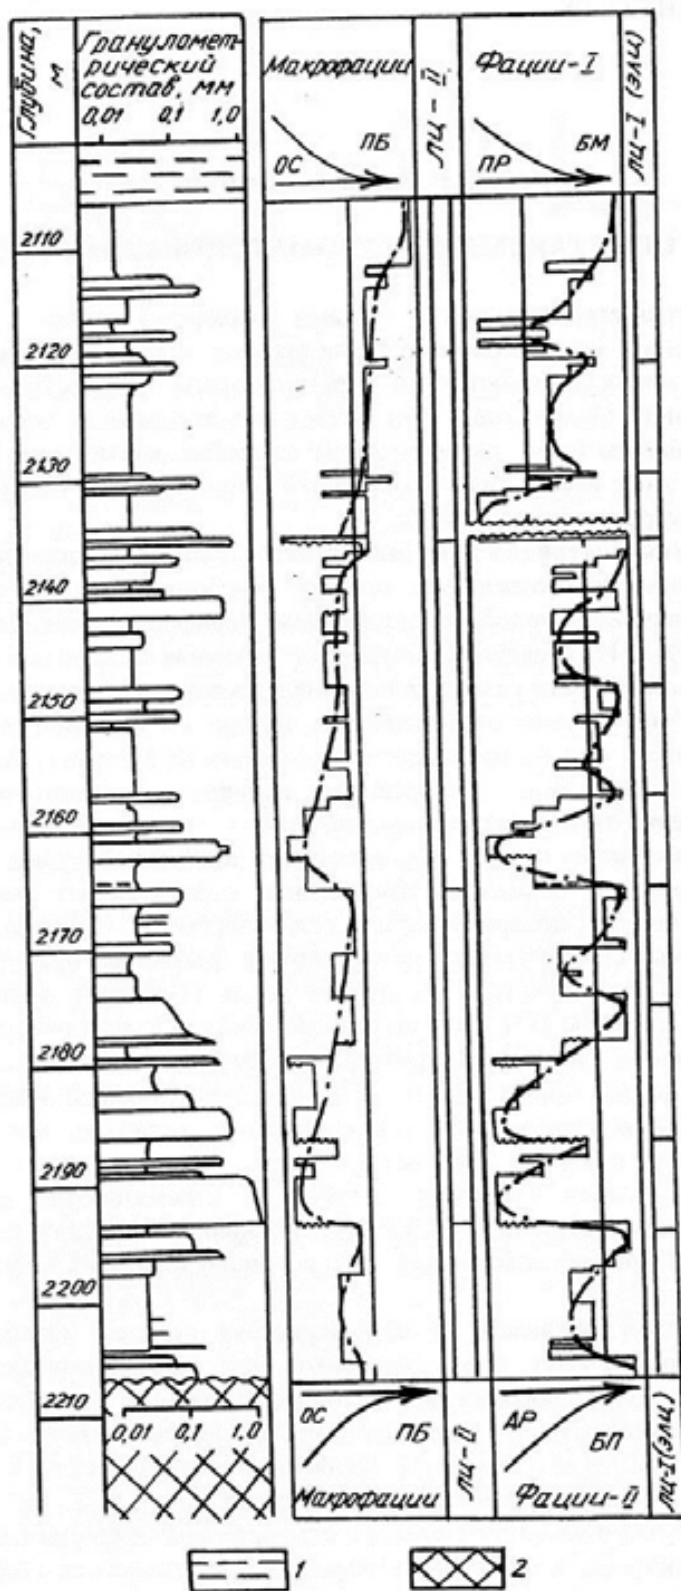 Глубина, м
Гранулометрический
рический
состав, мм
0,01 0,1 1,0
Макрофации
ОС ПБ
ЛЦ-II
Фации-I
ПР БМ
ЛЦ-I (ЭЛЦ)
2110
2120
2130
2140
2150
2160
2170
2180
2190
2200
2210
0,01 0,1 1,0
ОС ПБ
Макрофации
ЛЦ-II
АР БП
Фации-II
ЛЦ-I (ЭЛЦ)
1 2